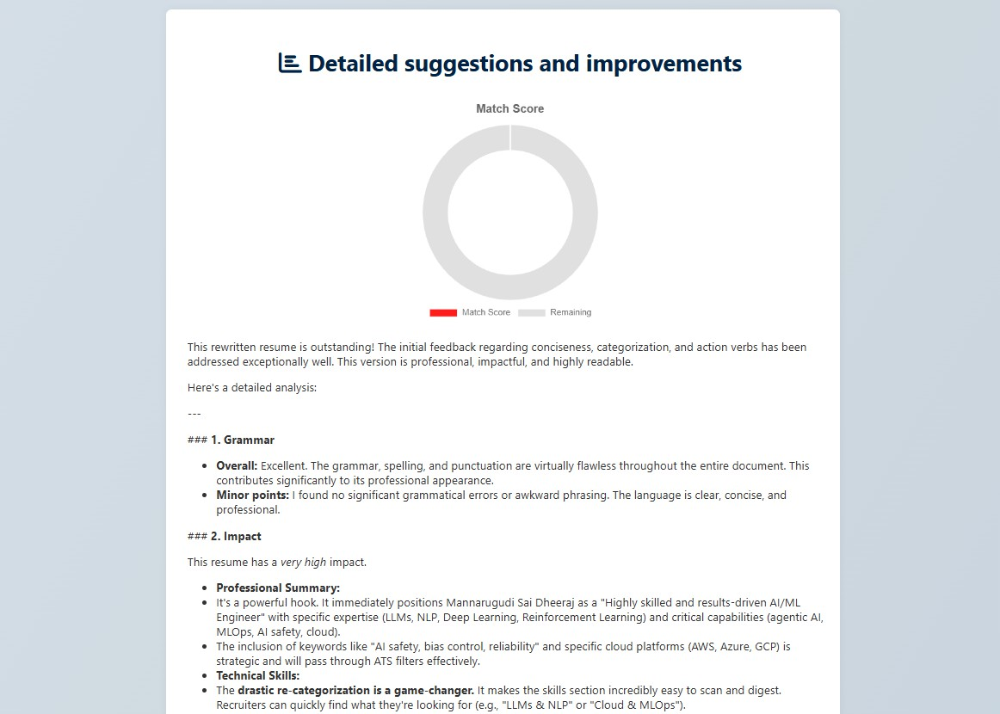 Detailed suggestions and improvements
Match Score
Match Score Remaining
This rewritten resume is outstanding! The initial feedback regarding conciseness, categorization, and action verbs has been
addressed exceptionally well. This version is professional, impactful, and highly readable.
Here's a detailed analysis:
---
### 1. Grammar
• Overall: Excellent. The grammar, spelling, and punctuation are virtually flawless throughout the entire document. This
contributes significantly to its professional appearance.
• Minor points: I found no significant grammatical errors or awkward phrasing. The language is clear, concise, and
professional.
### 2. Impact
This resume has a very high impact.
• Professional Summary:
• It's a powerful hook. It immediately positions Mannarugudi Sai Dheeraj as a "Highly skilled and results-driven AI/ML
Engineer" with specific expertise (LLMs, NLP, Deep Learning, Reinforcement Learning) and critical capabilities (agentic AI,
MLOps, AI safety, cloud).
• The inclusion of keywords like "AI safety, bias control, reliability" and specific cloud platforms (AWS, Azure, GCP) is
strategic and will pass through ATS filters effectively.
• Technical Skills:
• The drastic re-categorization is a game-changer. It makes the skills section incredibly easy to scan and digest.
Recruiters can quickly find what they're looking for (e.g., "LLMs & NLP" or "Cloud & MLOps").